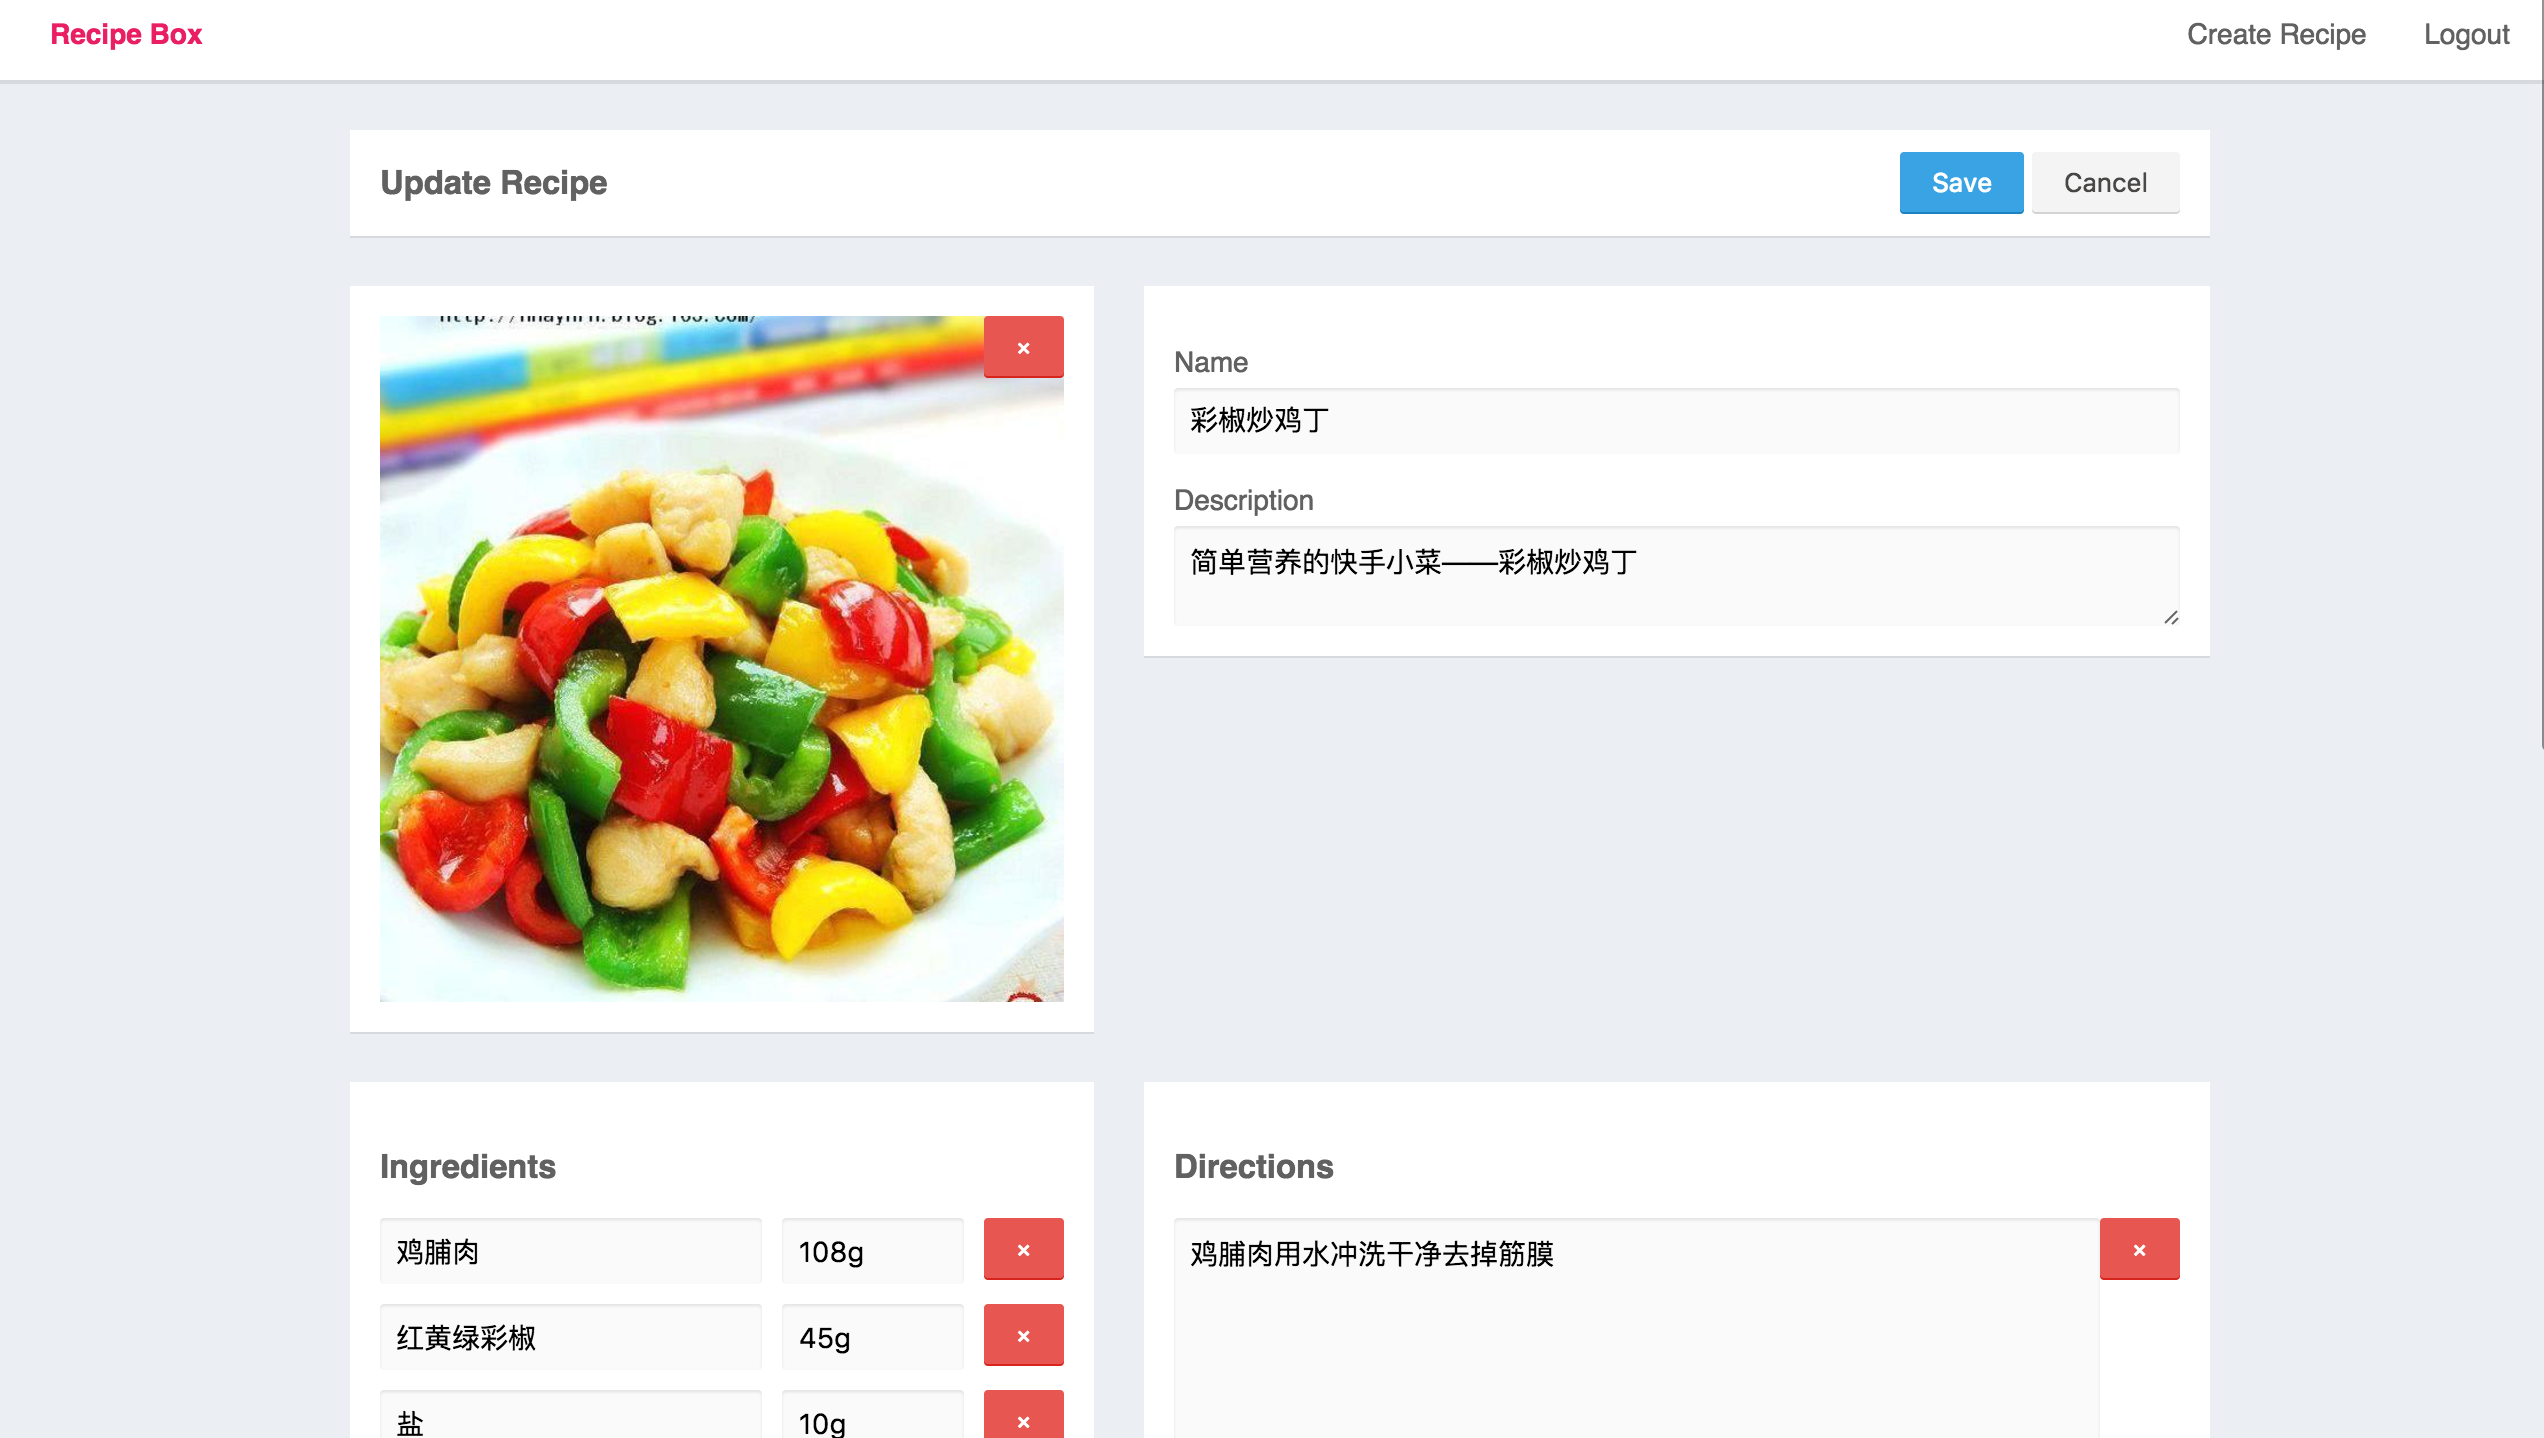 Recipe Box
Create Recipe
Logout
Update Recipe
Save
Cancel
×
Name
彩椒炒鸡丁
Description
简单营养的快手小菜——彩椒炒鸡丁
Ingredients
鸡脯肉
108g
×
红黄绿彩椒
45g
×
盐
10g
×
Directions
鸡脯肉用水冲洗干净去掉筋膜
×